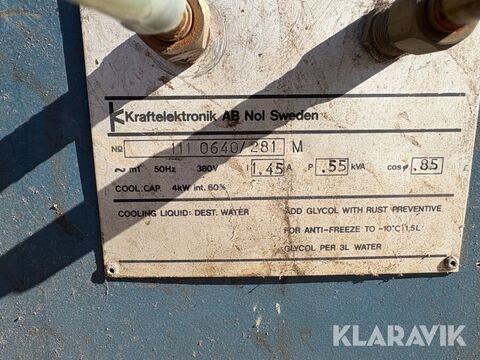 Kraftelektronik AB Nol Sweden
No 111 0640/281 M
~ m1 50Hz 380V I 1.45 A P .55 kVA cosφ .85
COOL.CAP. 4kW int. 60%
COOLING LIQUID: DEST. WATER ADD GLYCOL WITH RUST PREVENTIVE
FOR ANTI-FREEZE TO -10°C 1,5L
GLYCOL PER 3L WATER
KLARAVIK